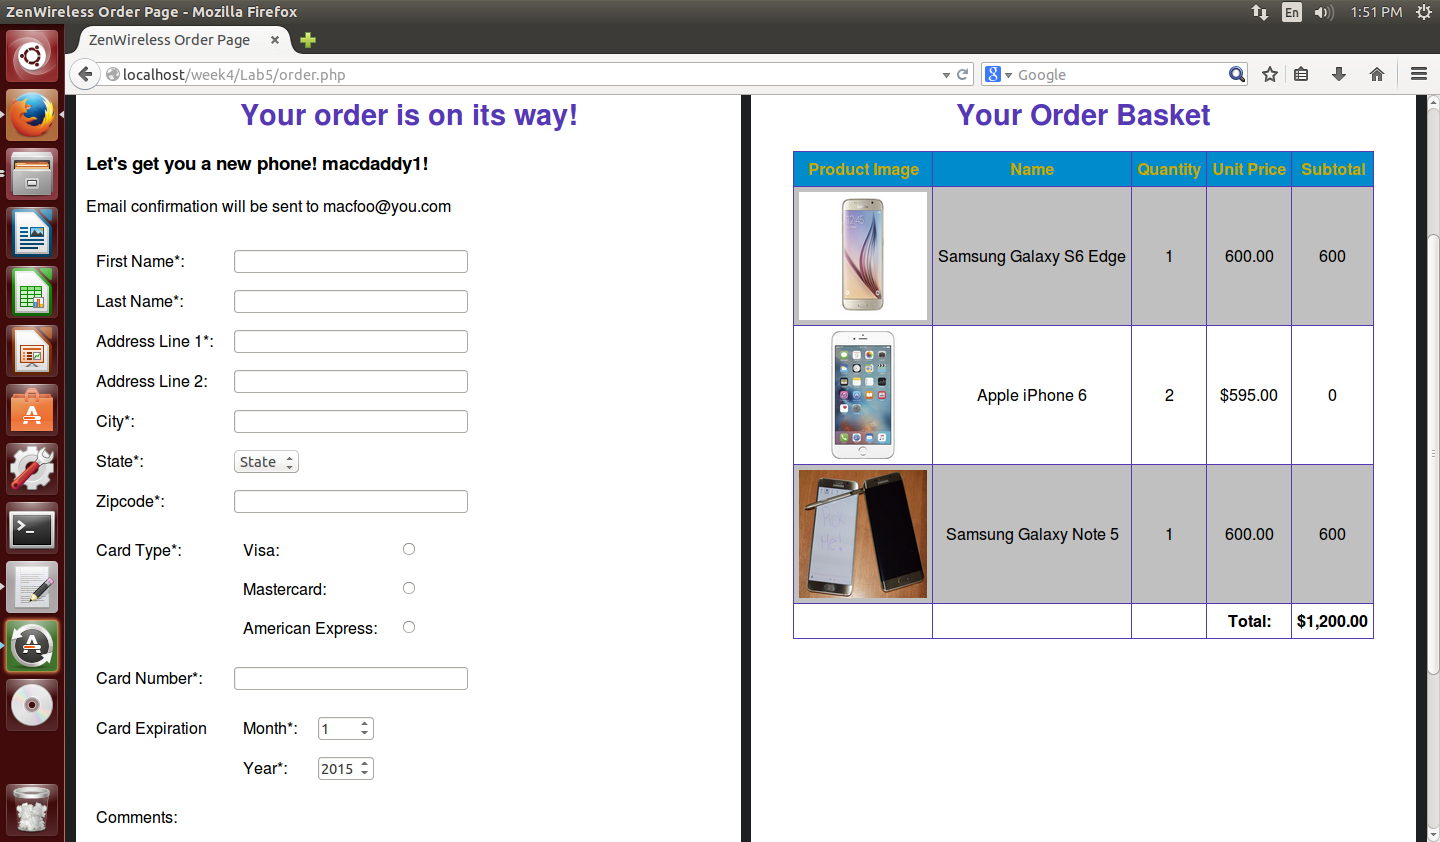 ZenWireless Order Page - Mozilla Firefox
En
1:51 PM
ZenWireless Order Page
localhost/week4/Lab5/order.php
Google
Your order is on its way!
Let's get you a new phone! macdaddy1!
Email confirmation will be sent to macfoo@you.com
First Name*:
Last Name*:
Address Line 1*:
Address Line 2:
City*:
State*: State
Zipcode*:
Card Type*: Visa:
Mastercard:
American Express:
Card Number*:
Card Expiration Month*: 1
Year*: 2015
Comments:
Your Order Basket
Product Image Name Quantity Unit Price Subtotal
Samsung Galaxy S6 Edge 1 600.00 600
Apple iPhone 6 2 $595.00 0
Samsung Galaxy Note 5 1 600.00 600
Total: $1,200.00